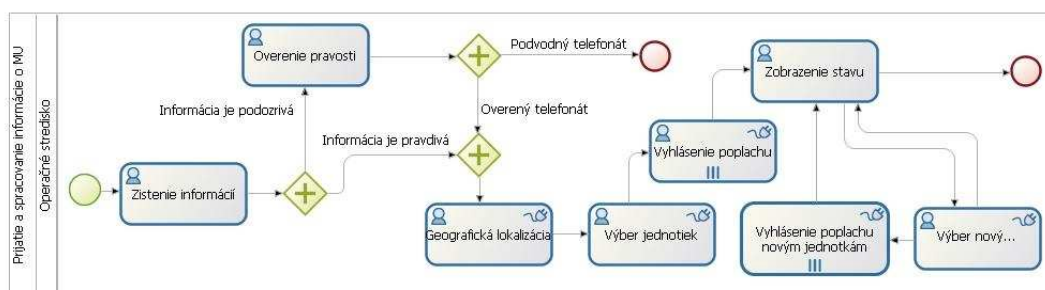 Prijatie a spracovanie informácie o MU
Operačné stredisko
Overenie pravosti
Podvodný telefonát
Zobrazenie stavu
Informácia je podozrivá
Overený telefonát
Informácia je pravdivá
Vyhlásenie poplachu
Zistenie informácií
Geografická lokalizácia
Výber jednotiek
Vyhlásenie poplachu
novým jednotkám
Výber nový...